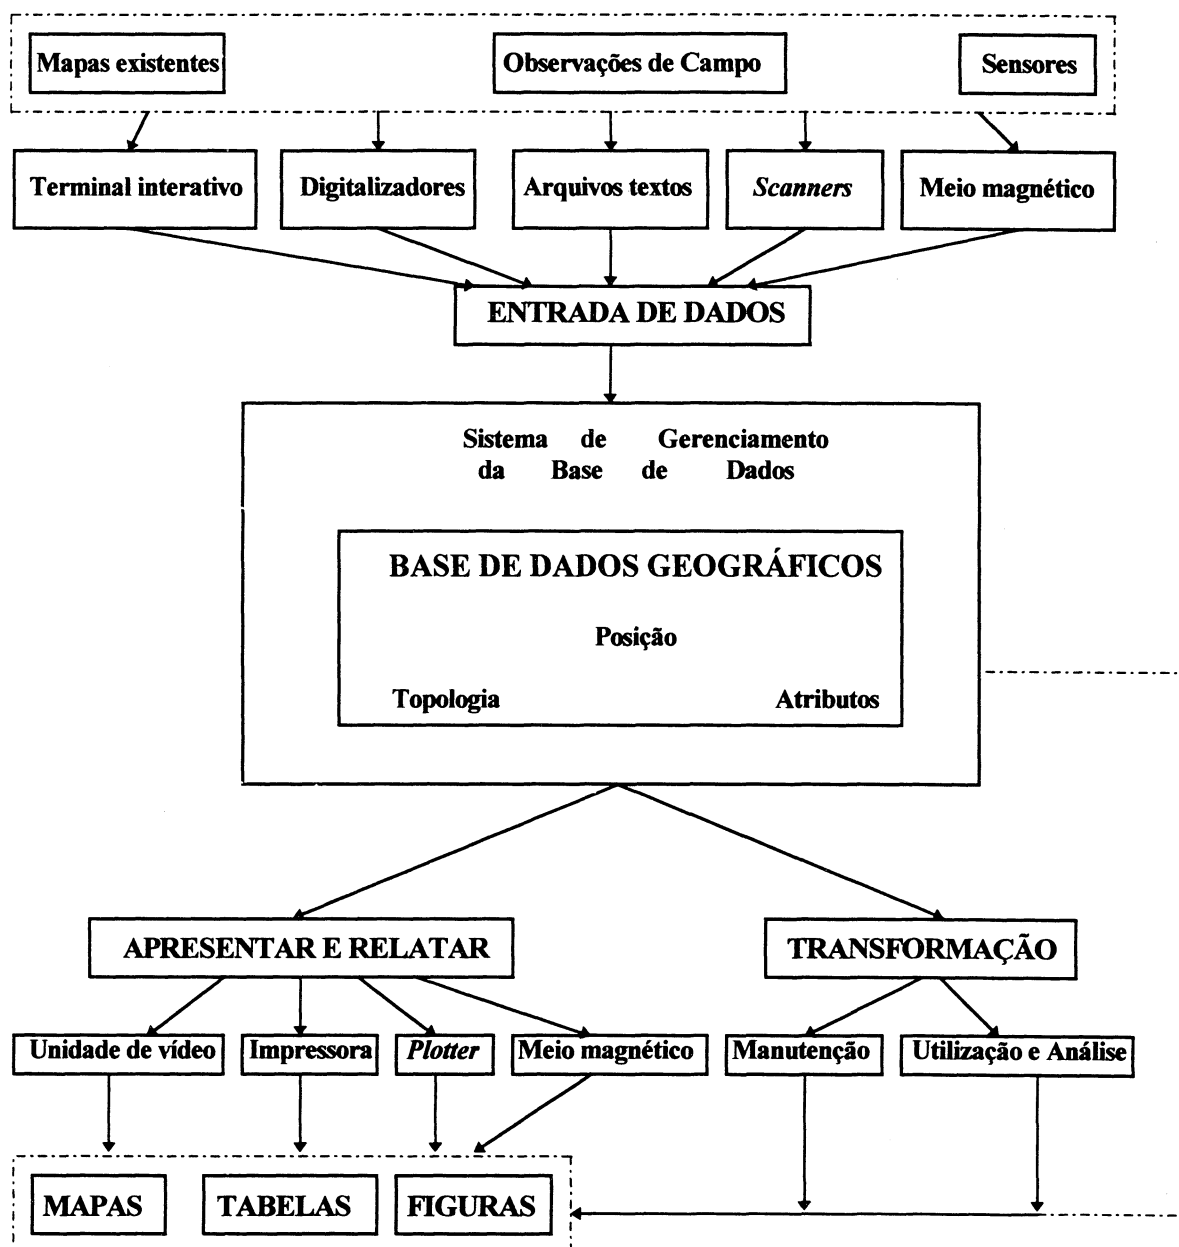 Mapas existentes
Observações de Campo
Sensores
Terminal interativo
Digitalizadores
Arquivos textos
Scanners
Meio magnético
ENTRADA DE DADOS
Sistema de Gerenciamento
da Base de Dados
BASE DE DADOS GEOGRÁFICOS
Posição
Topologia
Atributos
APRESENTAR E RELATAR
TRANSFORMAÇÃO
Unidade de vídeo
Impressora
Plotter
Meio magnético
Manutenção
Utilização e Análise
MAPAS
TABELAS
FIGURAS